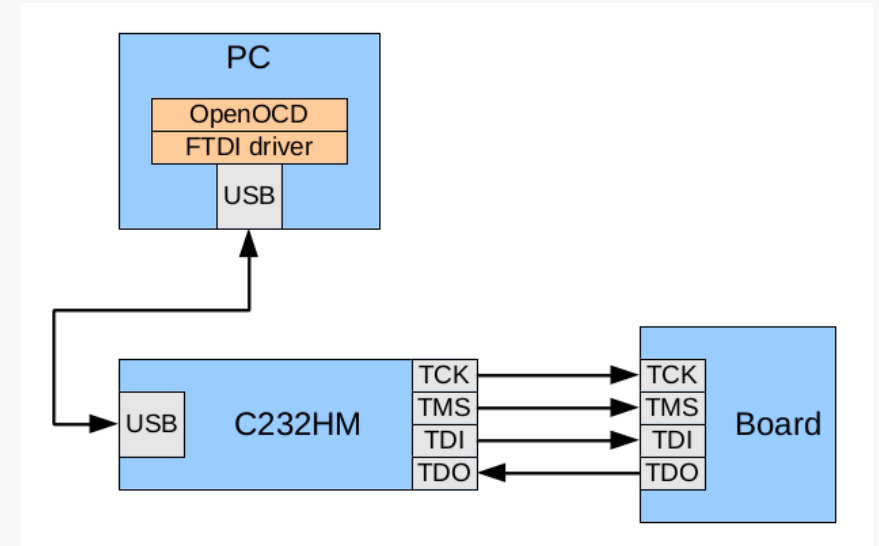 PC
OpenOCD
FTDI driver
USB
USB
C232HM
TCK
TMS
TDI
TDO
TCK
TMS
TDI
TDO
Board